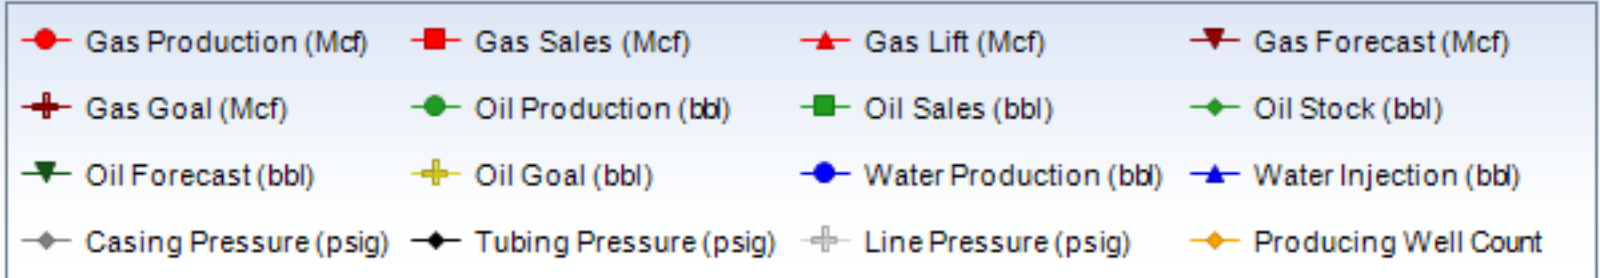 Gas Production (Mcf) Gas Sales (Mcf) Gas Lift (Mcf) Gas Forecast (Mcf)
Gas Goal (Mcf) Oil Production (bbl) Oil Sales (bbl) Oil Stock (bbl)
Oil Forecast (bbl) Oil Goal (bbl) Water Production (bbl) Water Injection (bbl)
Casing Pressure (psig) Tubing Pressure (psig) Line Pressure (psig) Producing Well Count